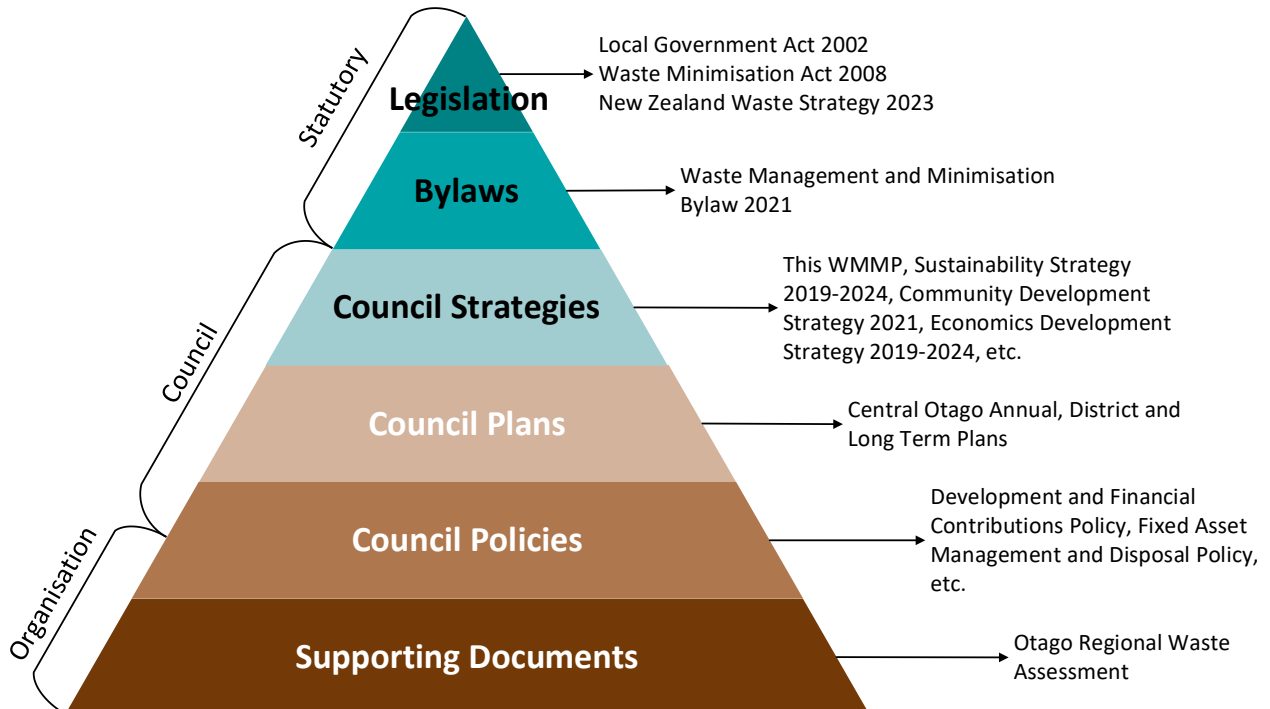 Statutory
Legislation
Local Government Act 2002
Waste Minimisation Act 2008
New Zealand Waste Strategy 2023
Bylaws
Waste Management and Minimisation
Bylaw 2021
Council
Council Strategies
This WMMP, Sustainability Strategy
2019-2024, Community Development
Strategy 2021, Economics Development
Strategy 2019-2024, etc.
Council Plans
Central Otago Annual, District and
Long Term Plans
Organisation
Council Policies
Development and Financial
Contributions Policy, Fixed Asset
Management and Disposal Policy,
etc.
Supporting Documents
Otago Regional Waste
Assessment